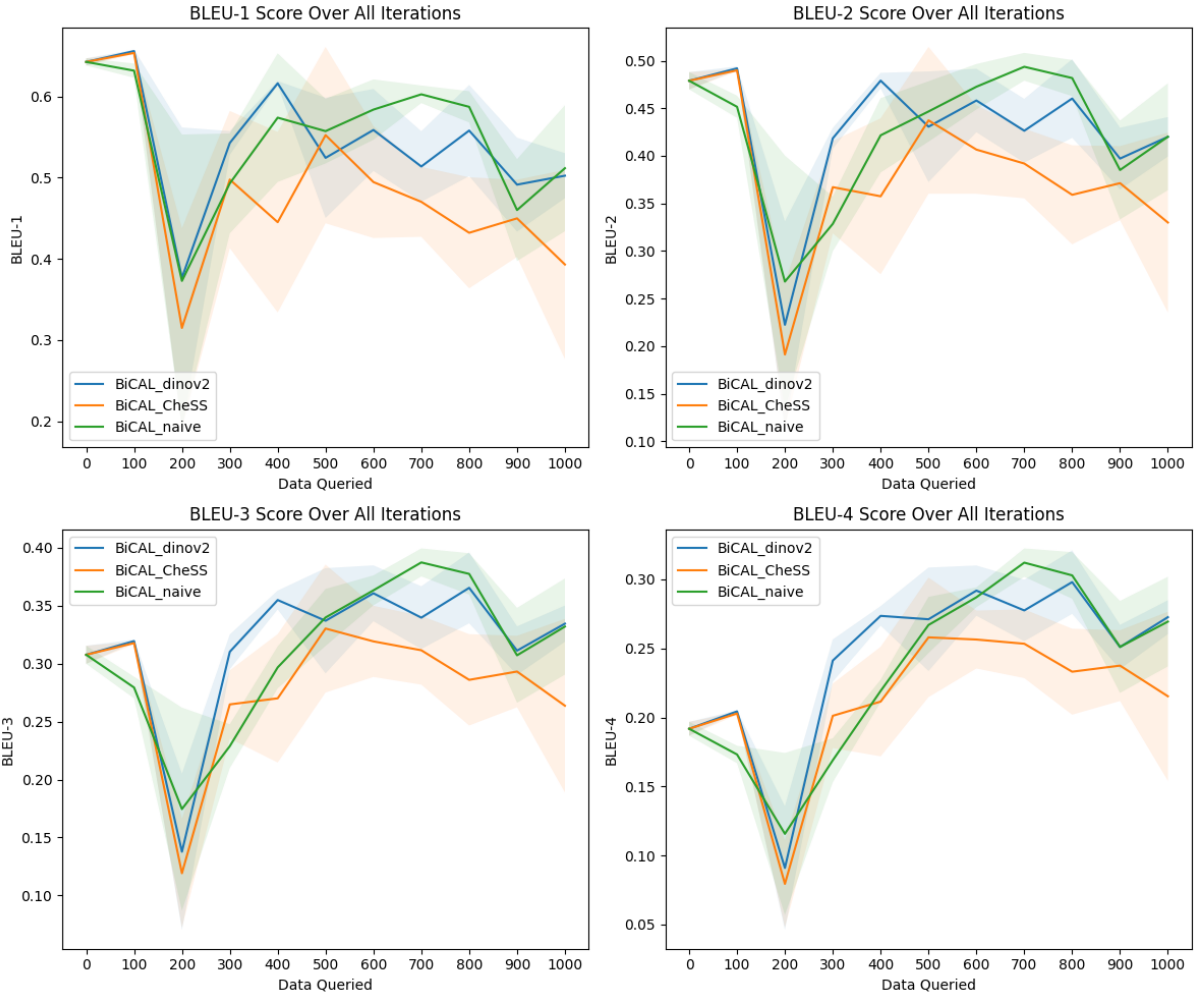 BLEU-1 Score Over All Iterations
BLEU-1
0.6
0.5
0.4
0.3
0.2
BiCAL_dinov2
BiCAL_CheSS
BiCAL_naive
0 100 200 300 400 500 600 700 800 900 1000
Data Queried
BLEU-2 Score Over All Iterations
BLEU-2
0.50
0.45
0.40
0.35
0.30
0.25
0.20
0.15
0.10
BiCAL_dinov2
BiCAL_CheSS
BiCAL_naive
0 100 200 300 400 500 600 700 800 900 1000
Data Queried
BLEU-3 Score Over All Iterations
BLEU-3
0.40
0.35
0.30
0.25
0.20
0.15
0.10
BiCAL_dinov2
BiCAL_CheSS
BiCAL_naive
0 100 200 300 400 500 600 700 800 900 1000
Data Queried
BLEU-4 Score Over All Iterations
BLEU-4
0.30
0.25
0.20
0.15
0.10
0.05
BiCAL_dinov2
BiCAL_CheSS
BiCAL_naive
0 100 200 300 400 500 600 700 800 900 1000
Data Queried